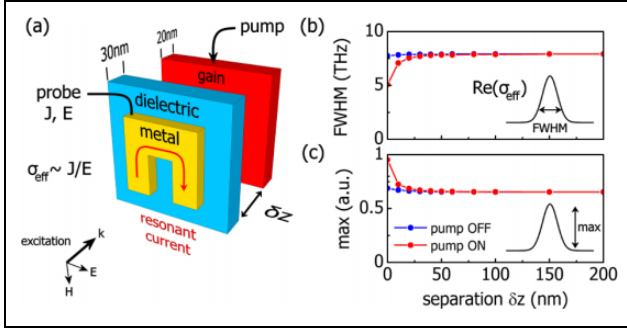 (a)
30nm
20nm
pump
gain
dielectric
probe
J, E
metal
σeff ~ J/E
δz
resonant
current
excitation
k
E
H
(b)
10
5
0
FWHM (THz)
Re(σeff)
FWHM
(c)
1
0.5
0
max (a.u.)
pump OFF
pump ON
max
0 50 100 150 200
separation δz (nm)